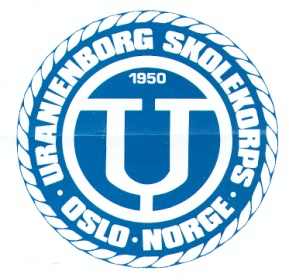 URANIENBORG SKOLEKORPS
1950
U
· OSLO · NORGE ·